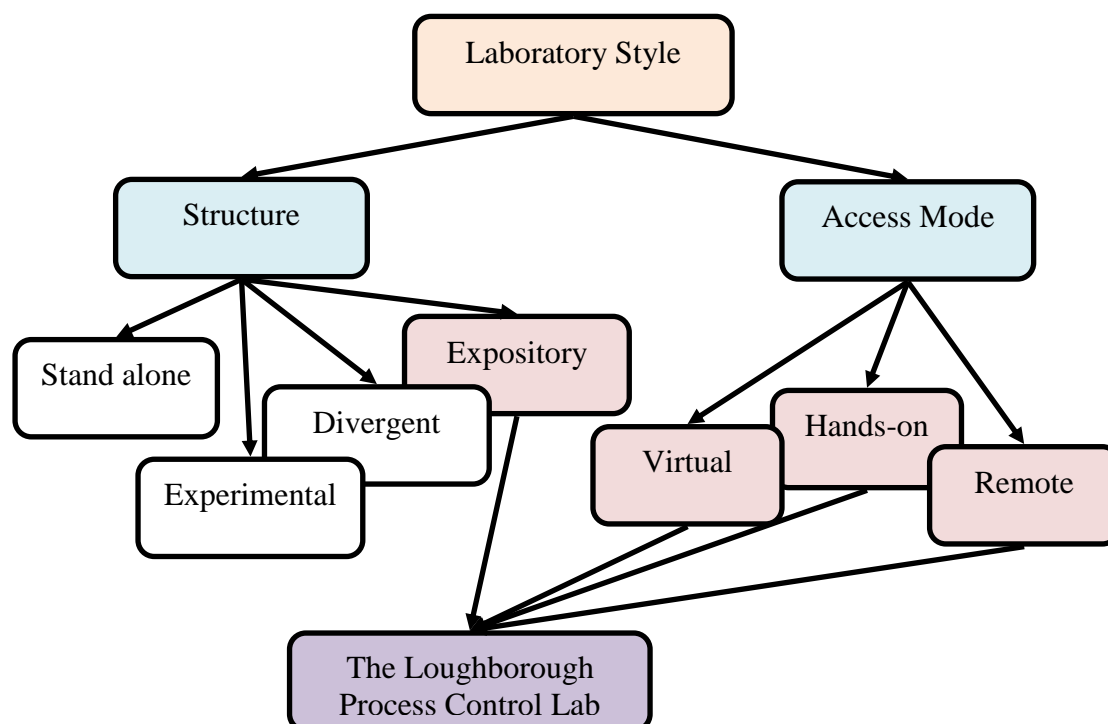 Laboratory Style
Structure
Access Mode
Stand alone
Expository
Divergent
Experimental
Virtual
Hands-on
Remote
The Loughborough
Process Control Lab